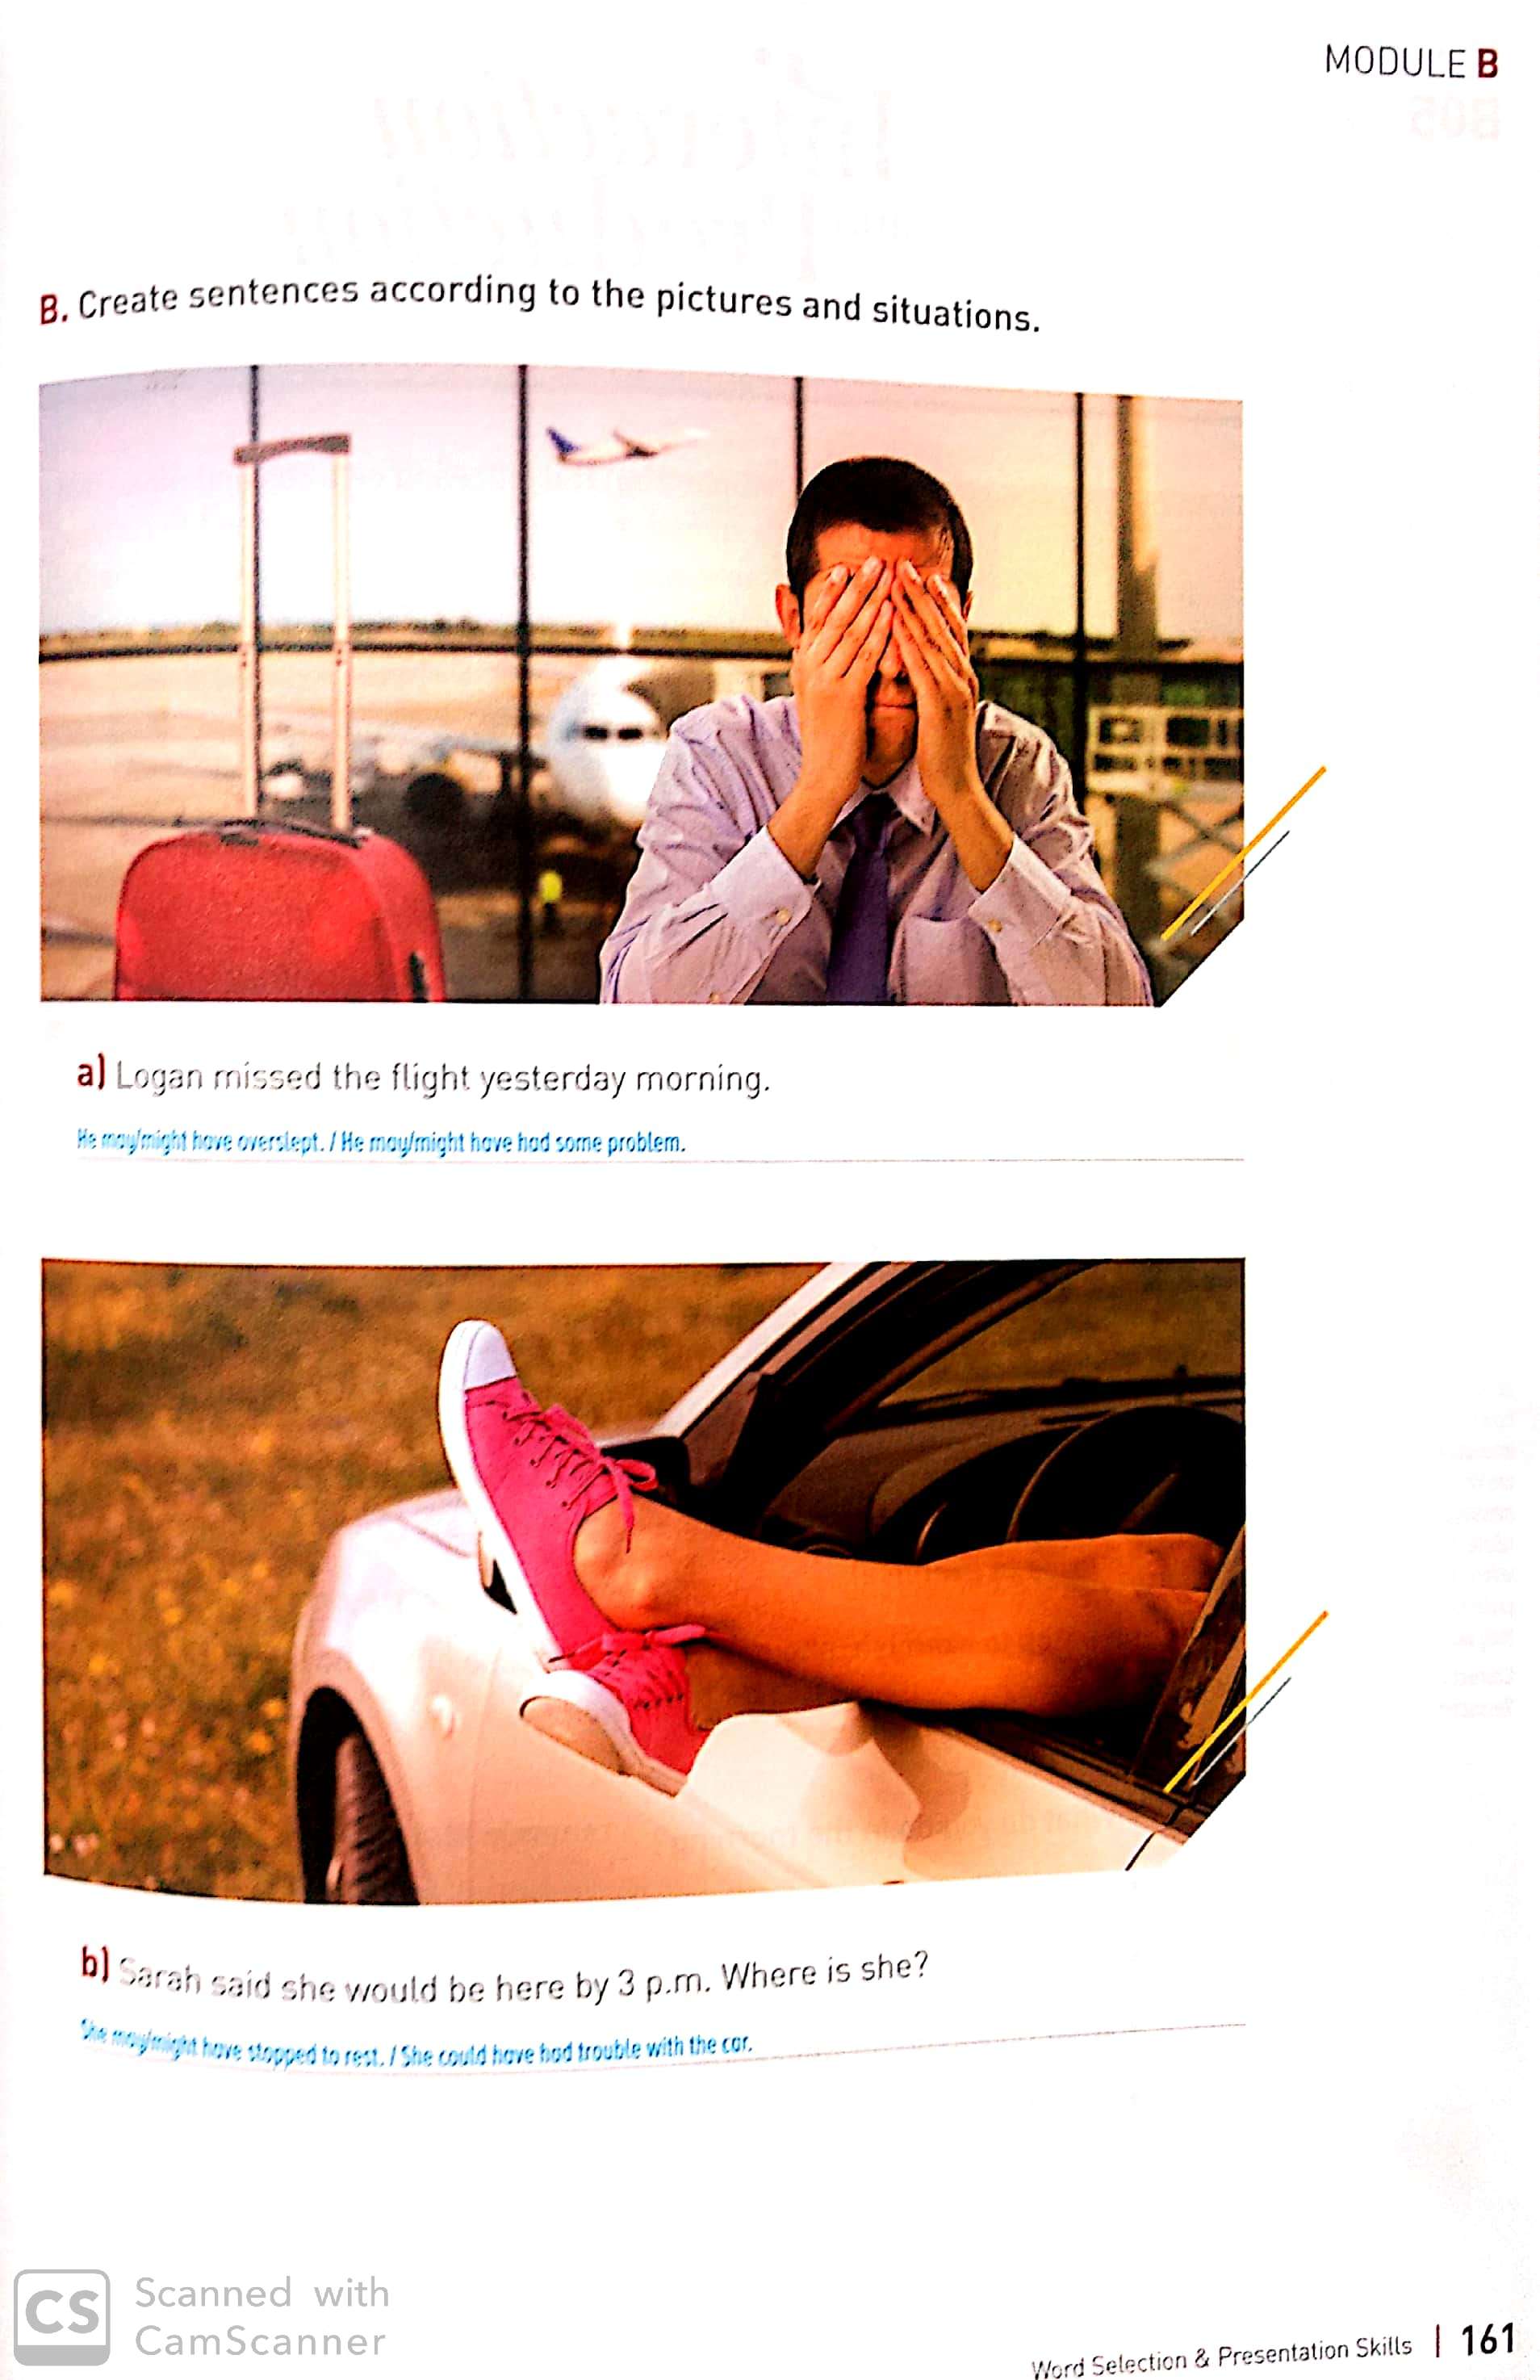 MODULE B
B. Create sentences according to the pictures and situations.
a) Logan missed the flight yesterday morning.
He may/might have overslept. / He may/might have had some problem.
b) Sarah said she would be here by 3 p.m. Where is she?
She may/might have stopped to rest. / She could have had trouble with the car.
CS
Scanned with
CamScanner
Word Selection & Presentation Skills | 161